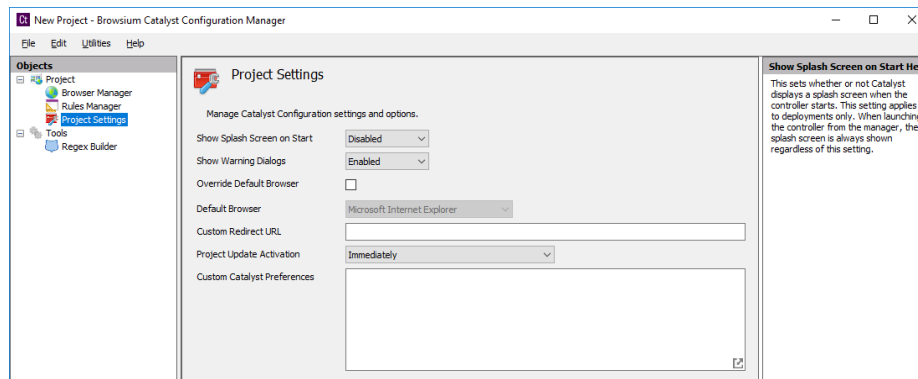 Ct New Project - Browsium Catalyst Configuration Manager
File Edit Utilities Help
Objects
Project
Browser Manager
Rules Manager
Project Settings
Tools
Regex Builder
Project Settings
Manage Catalyst Configuration settings and options.
Show Splash Screen on Start Disabled
Show Warning Dialogs Enabled
Override Default Browser
Default Browser Microsoft Internet Explorer
Custom Redirect URL
Project Update Activation Immediately
Custom Catalyst Preferences
Show Splash Screen on Start He
This sets whether or not Catalyst
displays a splash screen when the
controller starts. This setting applies
to deployments only. When launching
the controller from the manager, the
splash screen is always shown
regardless of this setting.